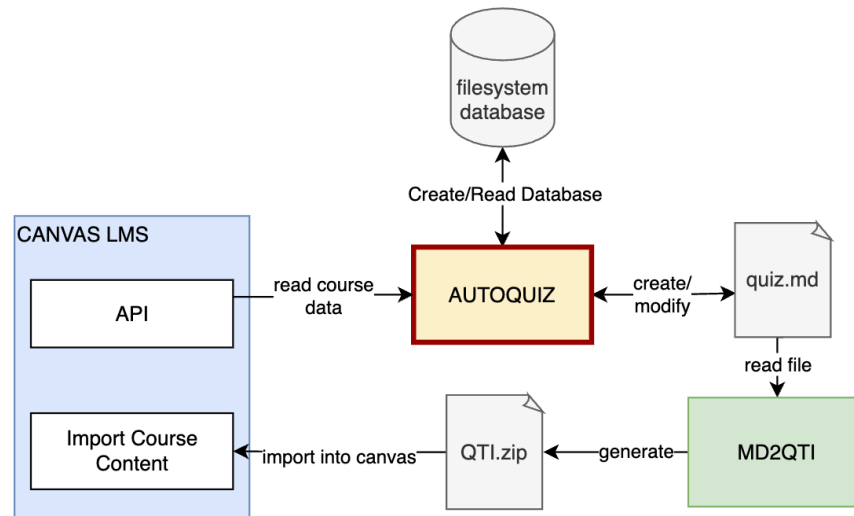 filesystem
database
Create/Read Database
CANVAS LMS
API
read course
data
AUTOQUIZ
create/
modify
quiz.md
read file
Import Course
Content
import into canvas
QTI.zip
generate
MD2QTI